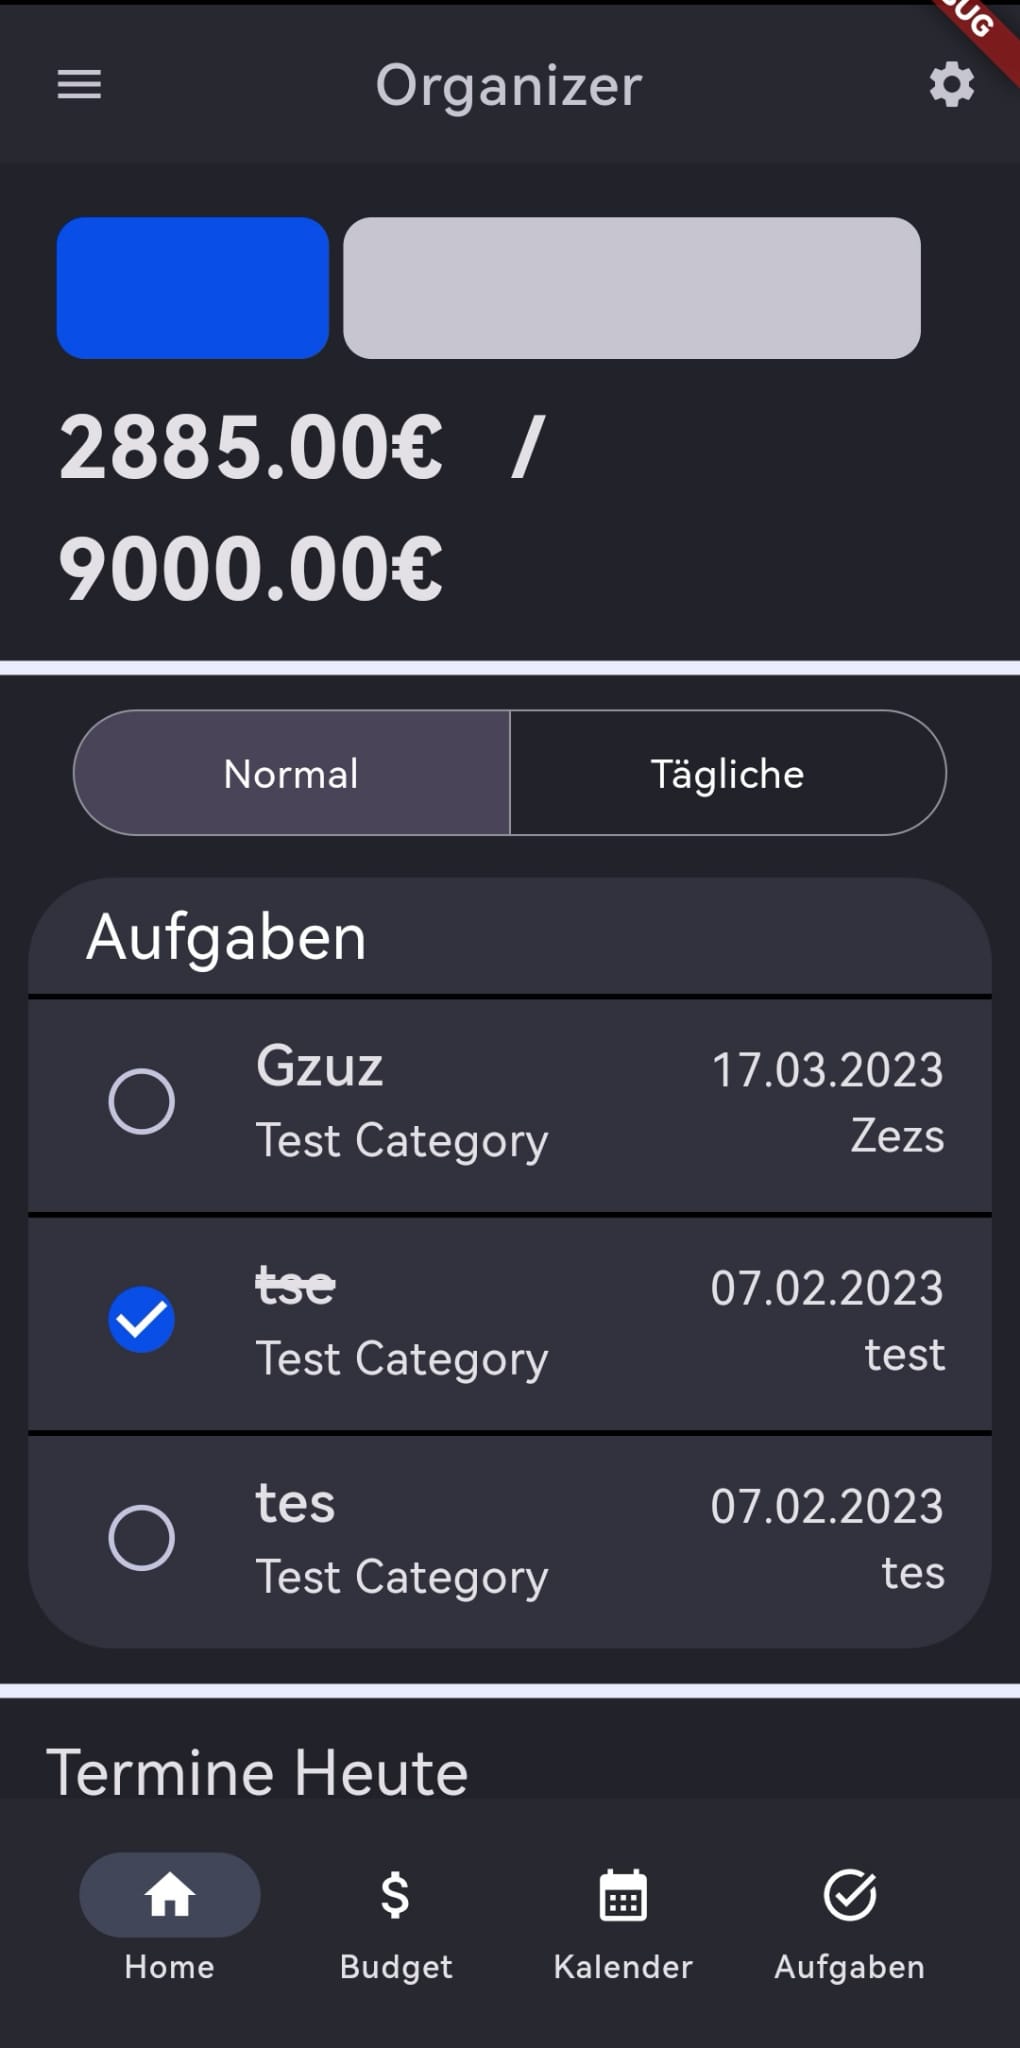 Organizer
2885.00€ /
9000.00€
Normal
Tägliche
Aufgaben
Gzuz
17.03.2023
Test Category
Zezs
tse
07.02.2023
Test Category
test
tes
07.02.2023
Test Category
tes
Termine Heute
Home
Budget
Kalender
Aufgaben